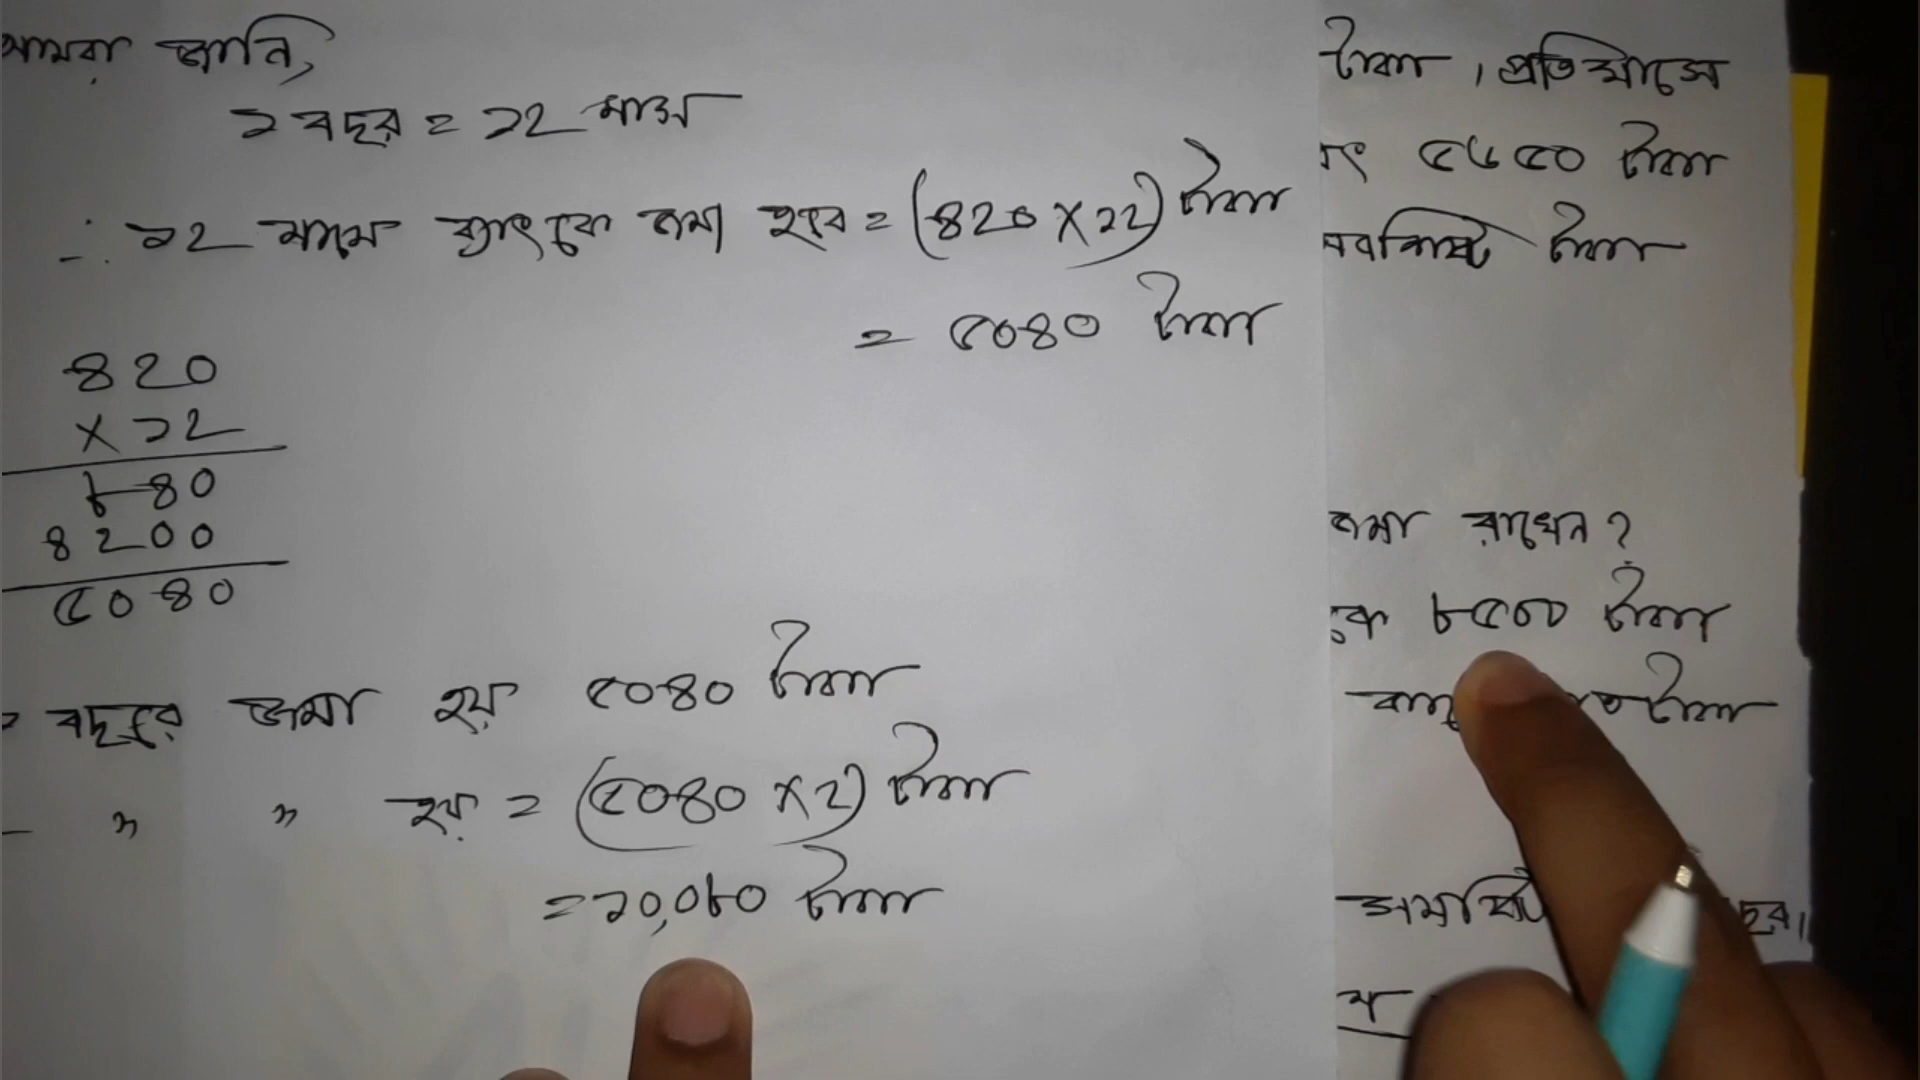 আমরা জানি,
১ বছর = ১২ মাস
∴ ১২ মাসে ব্যাংকে জমা হবে = (৪২০ × ১২) টাকা
= ৫০৪০ টাকা
৪২০
× ১২
৮৪০
৪২০০
৫০৪০
বছরে জমা হয় ৫০৪০ টাকা
" " হয় = (৫০৪০ × ২) টাকা
= ১০,০৮০ টাকা
টাকা । প্রতিমাসে
৫৬৫০ টাকা
অবশিষ্ট টাকা
জমা রাখেন?
৮৫০০ টাকা
টাকা